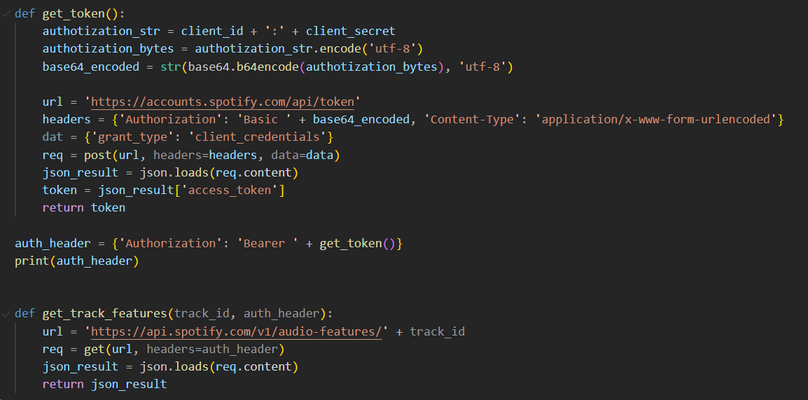 def get_token():
    authotization_str = client_id + ':' + client_secret
    authotization_bytes = authotization_str.encode('utf-8')
    base64_encoded = str(base64.b64encode(authotization_bytes), 'utf-8')

    url = 'https://accounts.spotify.com/api/token'
    headers = {'Authorization': 'Basic ' + base64_encoded, 'Content-Type': 'application/x-www-form-urlencoded'}
    dat = {'grant_type': 'client_credentials'}
    req = post(url, headers=headers, data=data)
    json_result = json.loads(req.content)
    token = json_result['access_token']
    return token

auth_header = {'Authorization': 'Bearer ' + get_token()}
print(auth_header)


def get_track_features(track_id, auth_header):
    url = 'https://api.spotify.com/v1/audio-features/' + track_id
    req = get(url, headers=auth_header)
    json_result = json.loads(req.content)
    return json_result